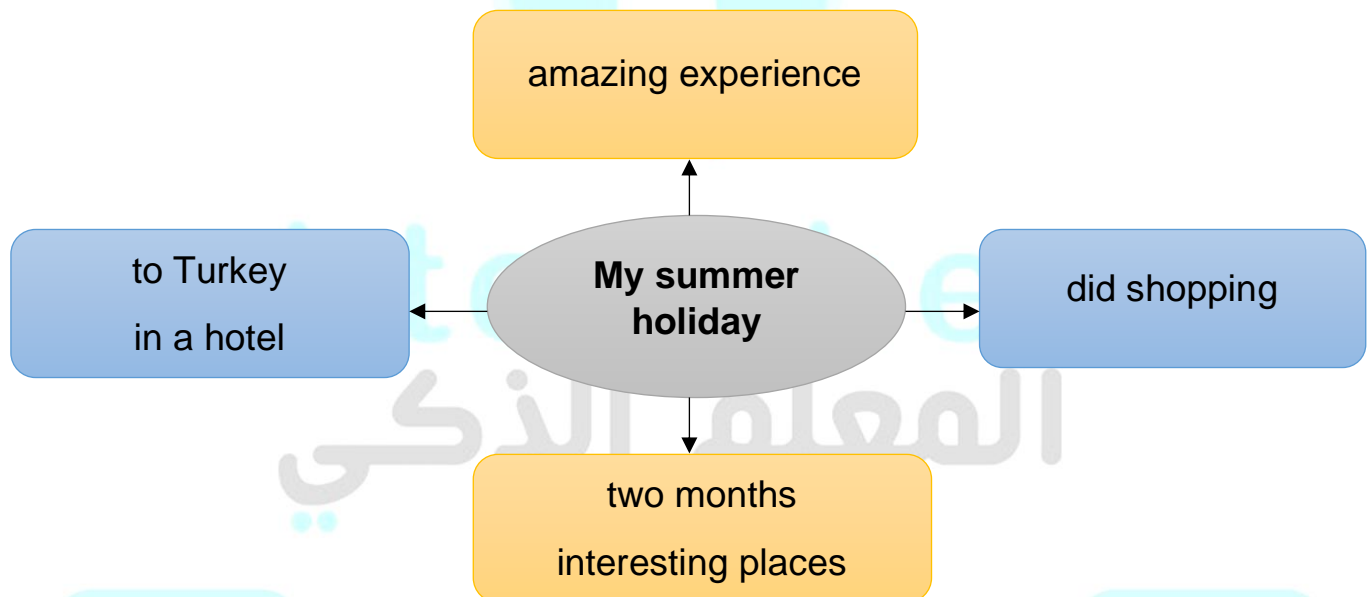 amazing experience
to Turkey
in a hotel
My summer
holiday
did shopping
two months
interesting places
المعلم الذكي